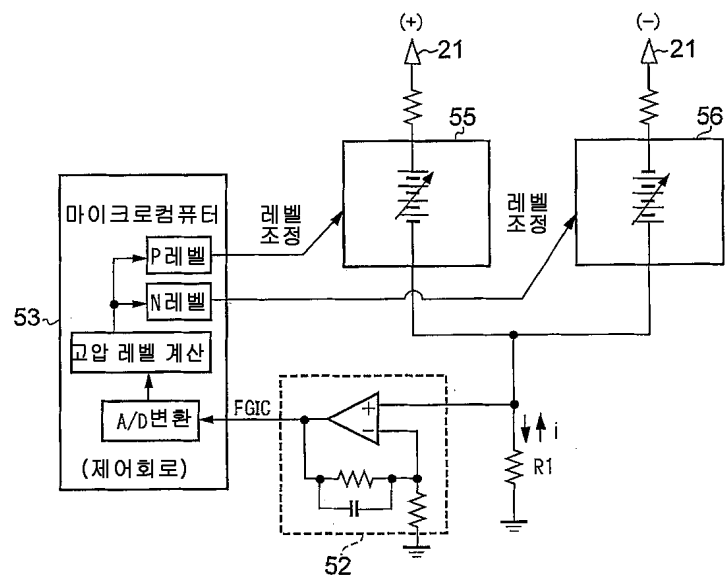 (+)
(-)
21
21
55
56
마이크로컴퓨터
레벨
조정
레벨
조정
P레벨
N레벨
53
고압 레벨 계산
A/D변환
FGIC
(제어회로)
+
-
i
R1
52